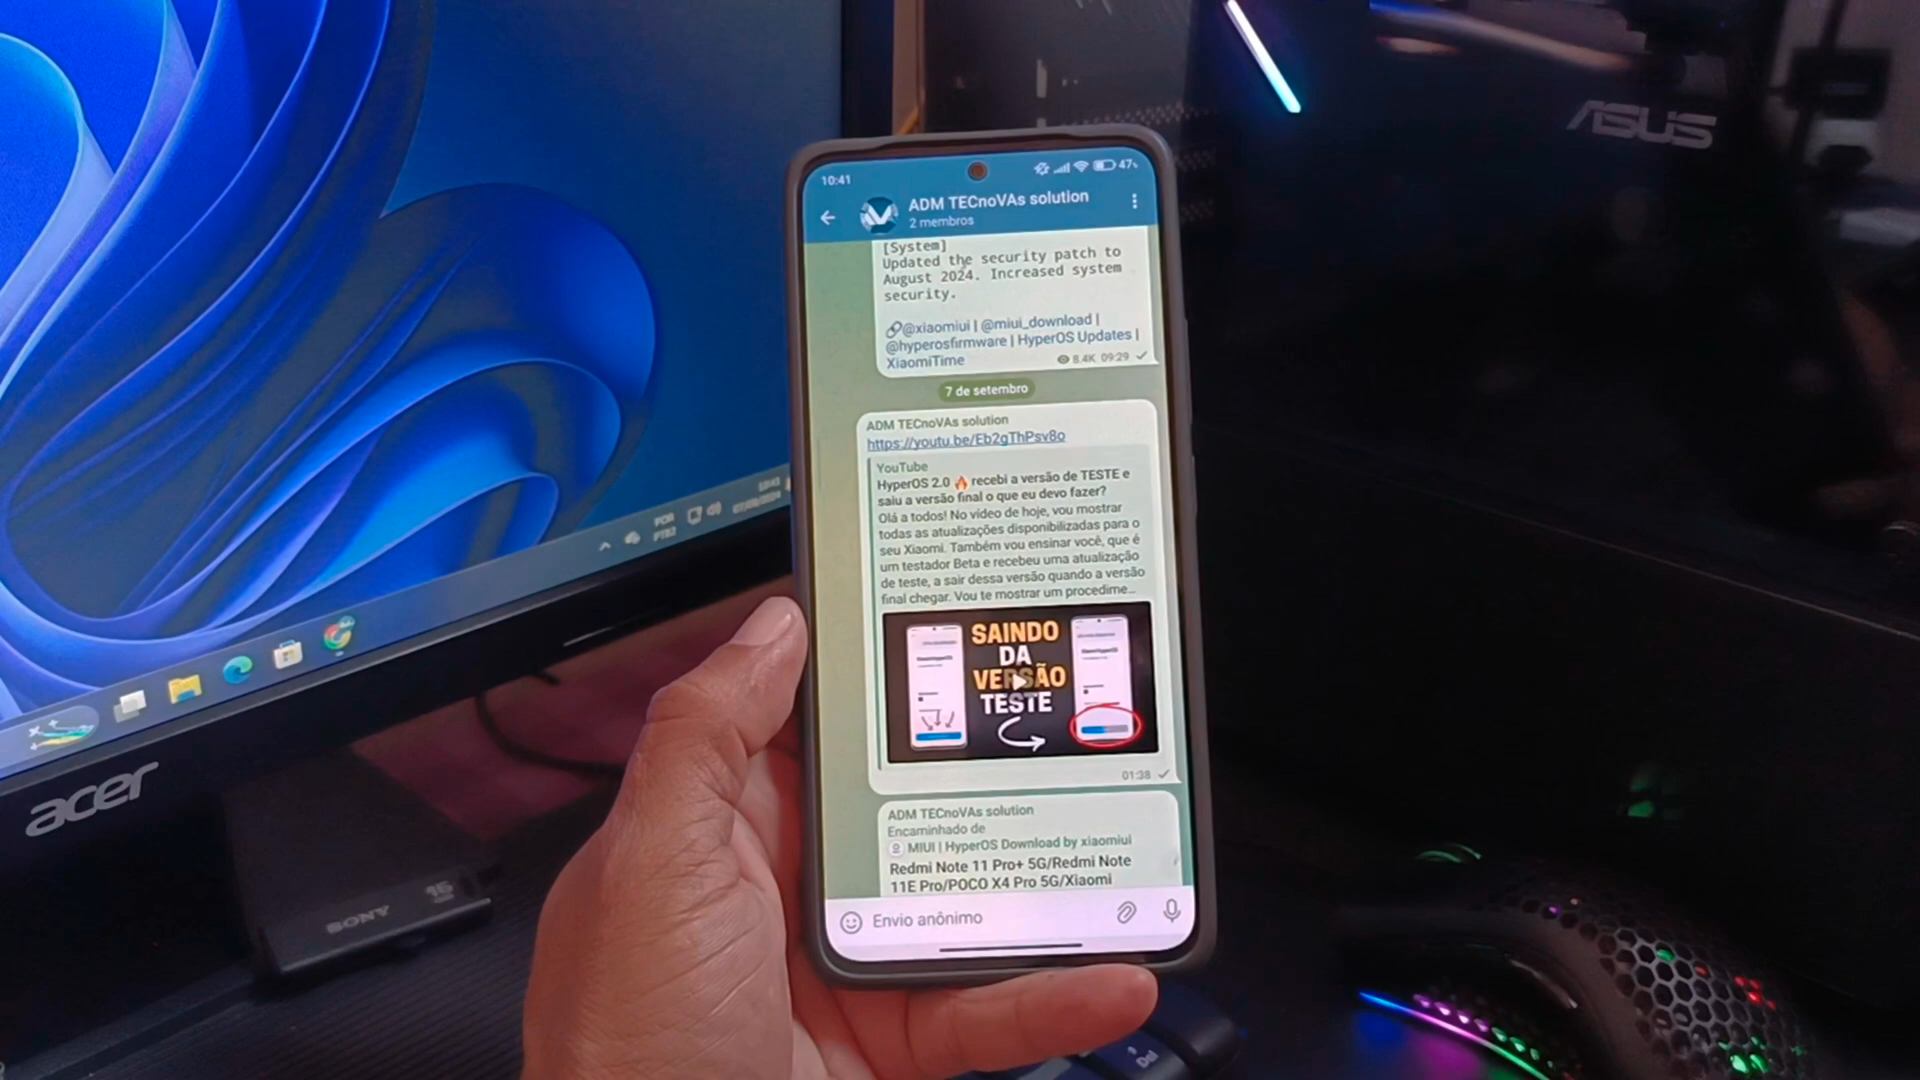 ASUS
10:41
47%
ADM TECnoVAs solution
2 membros
[System]
Updated the security patch to
August 2024. Increased system
security.
🔗@xiaomiui | @miui_download |
@hyperosfirmware | HyperOS Updates |
XiaomiTime
8.4K 09:29
7 de setembro
ADM TECnoVAs solution
https://youtu.be/Eb2gThPsv8o
YouTube
HyperOS 2.0 🔥 recebi a versão de TESTE e
saiu a versão final o que eu devo fazer?
Olá a todos! No vídeo de hoje, vou mostrar
todas as atualizações disponibilizadas para o
seu Xiaomi. Também vou ensinar você, que é
um testador Beta e recebeu uma atualização
de teste, a sair dessa versão quando a versão
final chegar. Vou te mostrar um procedime...
SAINDO
DA
VERSÃO
TESTE
01:38
ADM TECnoVAs solution
Encaminhado de
MIUI | HyperOS Download by xiaomiui
Redmi Note 11 Pro+ 5G/Redmi Note
11E Pro/POCO X4 Pro 5G/Xiaomi
Envio anônimo
POR
PTB2
acer
SONY
16
Del